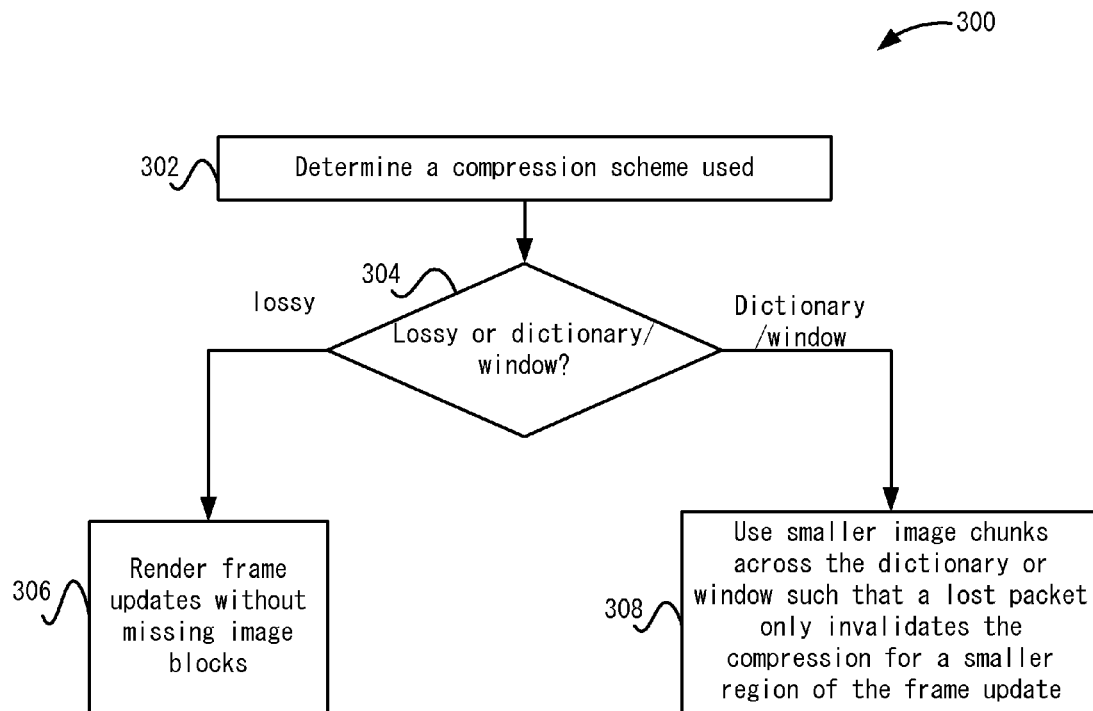 300
302
Determine a compression scheme used
304
lossy
Lossy or dictionary/
window?
Dictionary
/window
306
Render frame
updates without
missing image
blocks
308
Use smaller image chunks
across the dictionary or
window such that a lost packet
only invalidates the
compression for a smaller
region of the frame update